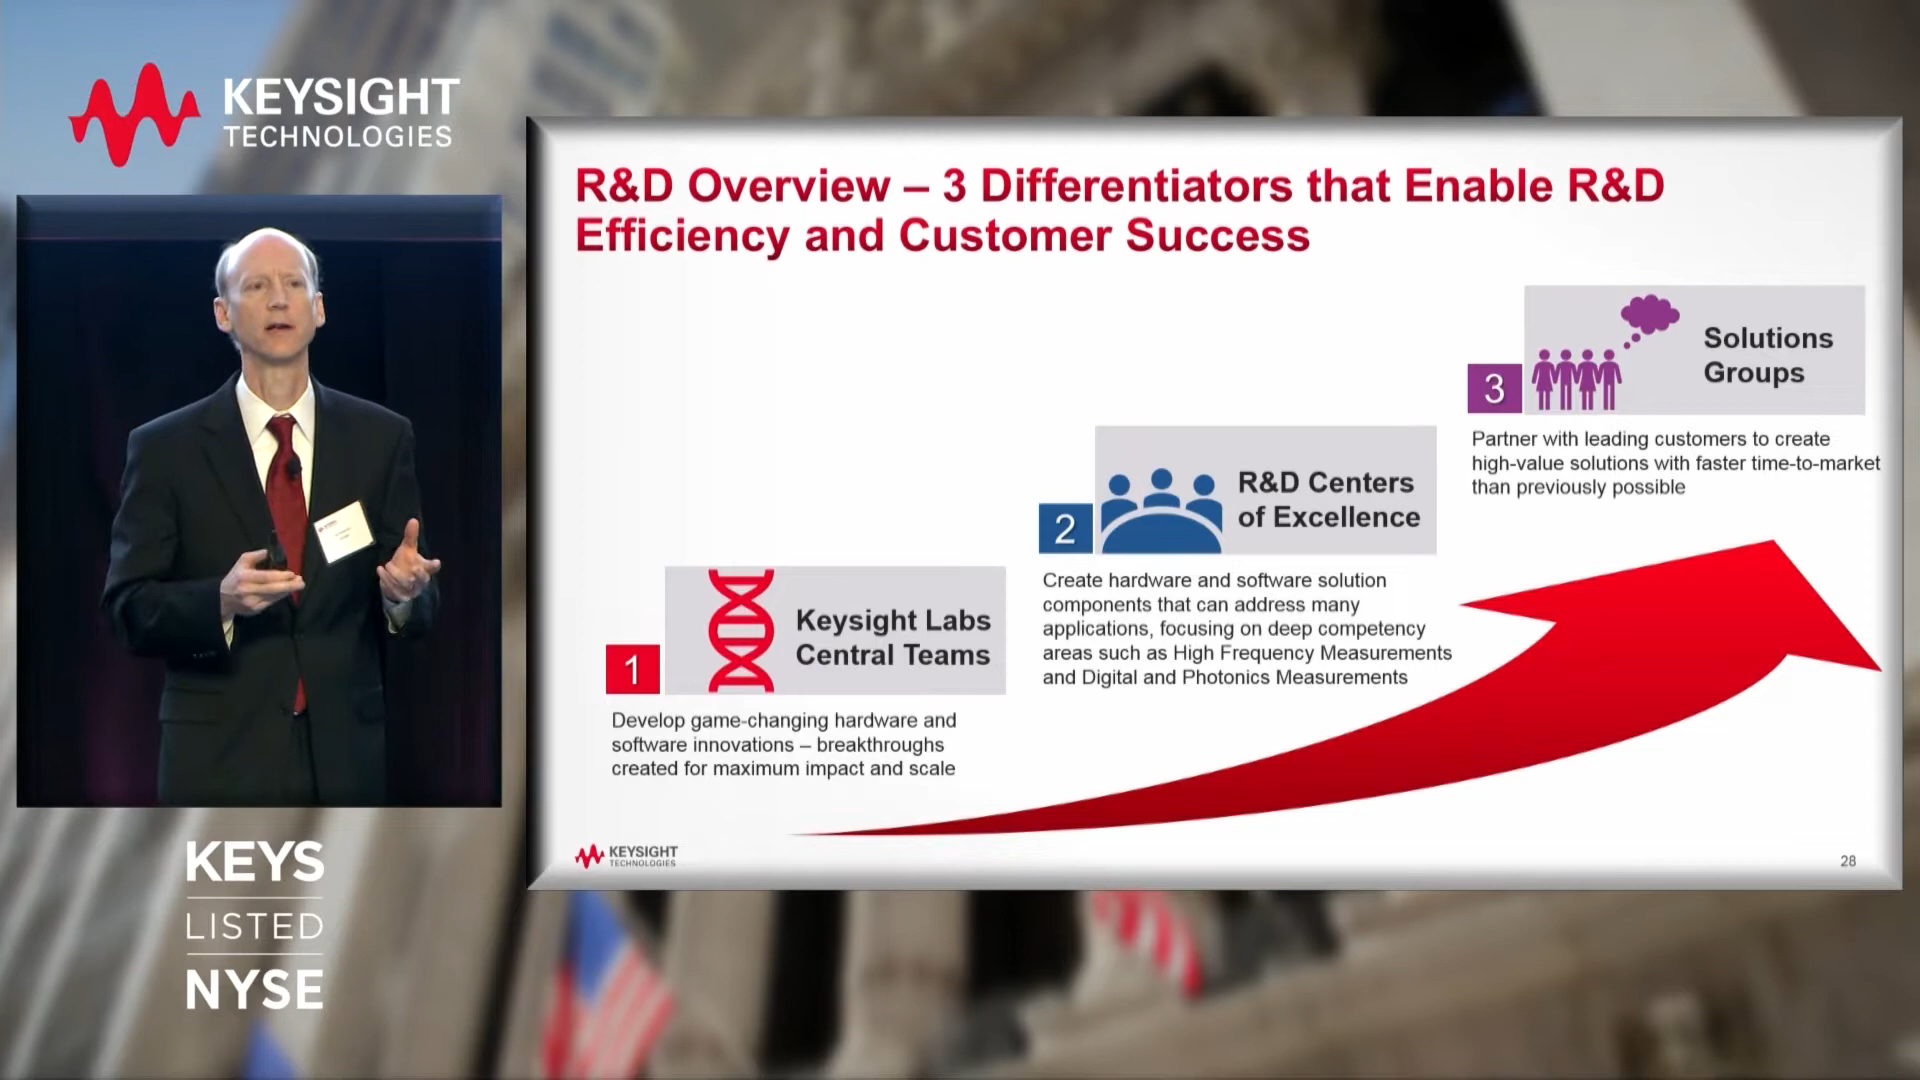 KEYSIGHT
TECHNOLOGIES
R&D Overview – 3 Differentiators that Enable R&D
Efficiency and Customer Success
3
Solutions
Groups
Partner with leading customers to create
high-value solutions with faster time-to-market
than previously possible
2
R&D Centers
of Excellence
Create hardware and software solution
components that can address many
applications, focusing on deep competency
areas such as High Frequency Measurements
and Digital and Photonics Measurements
1
Keysight Labs
Central Teams
Develop game-changing hardware and
software innovations – breakthroughs
created for maximum impact and scale
KEYSIGHT
TECHNOLOGIES
28
KEYS
LISTED
NYSE